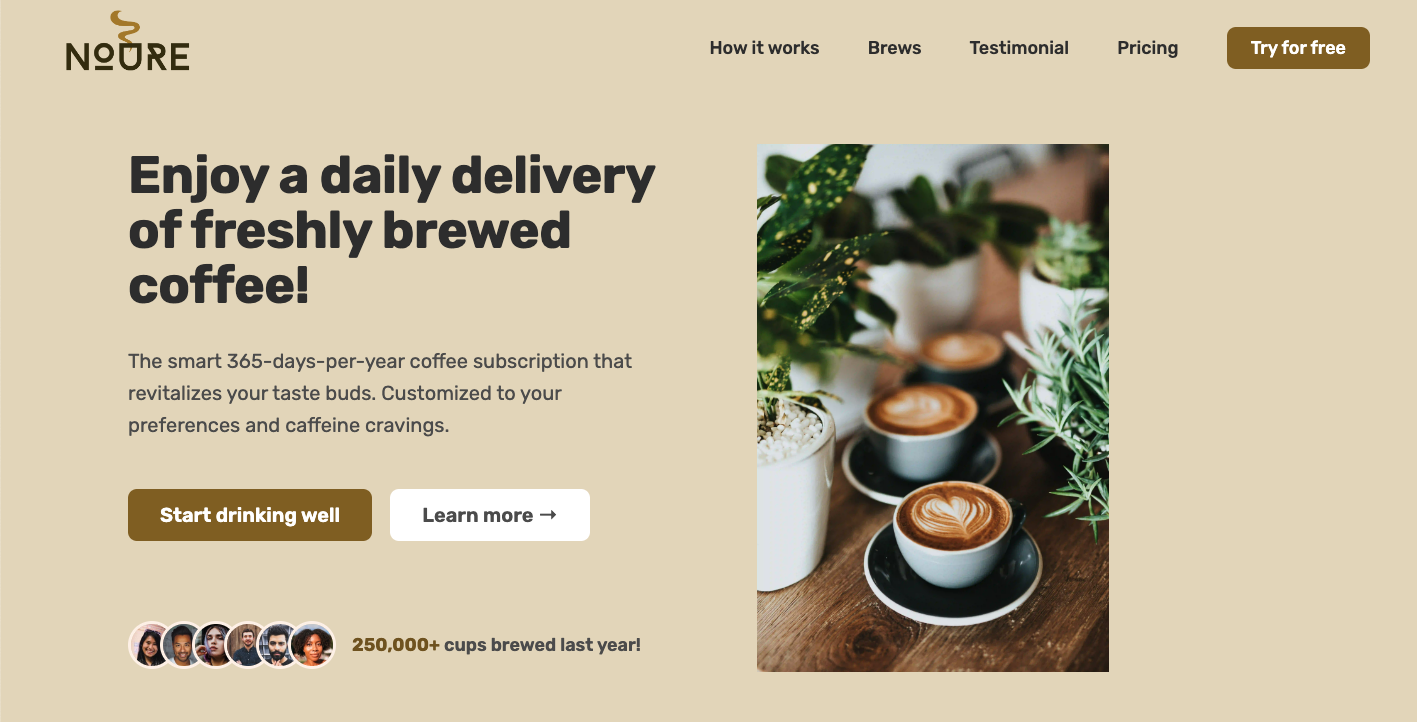 NOURE
How it works
Brews
Testimonial
Pricing
Try for free
Enjoy a daily delivery
of freshly brewed
coffee!
The smart 365-days-per-year coffee subscription that
revitalizes your taste buds. Customized to your
preferences and caffeine cravings.
Start drinking well
Learn more →
250,000+ cups brewed last year!